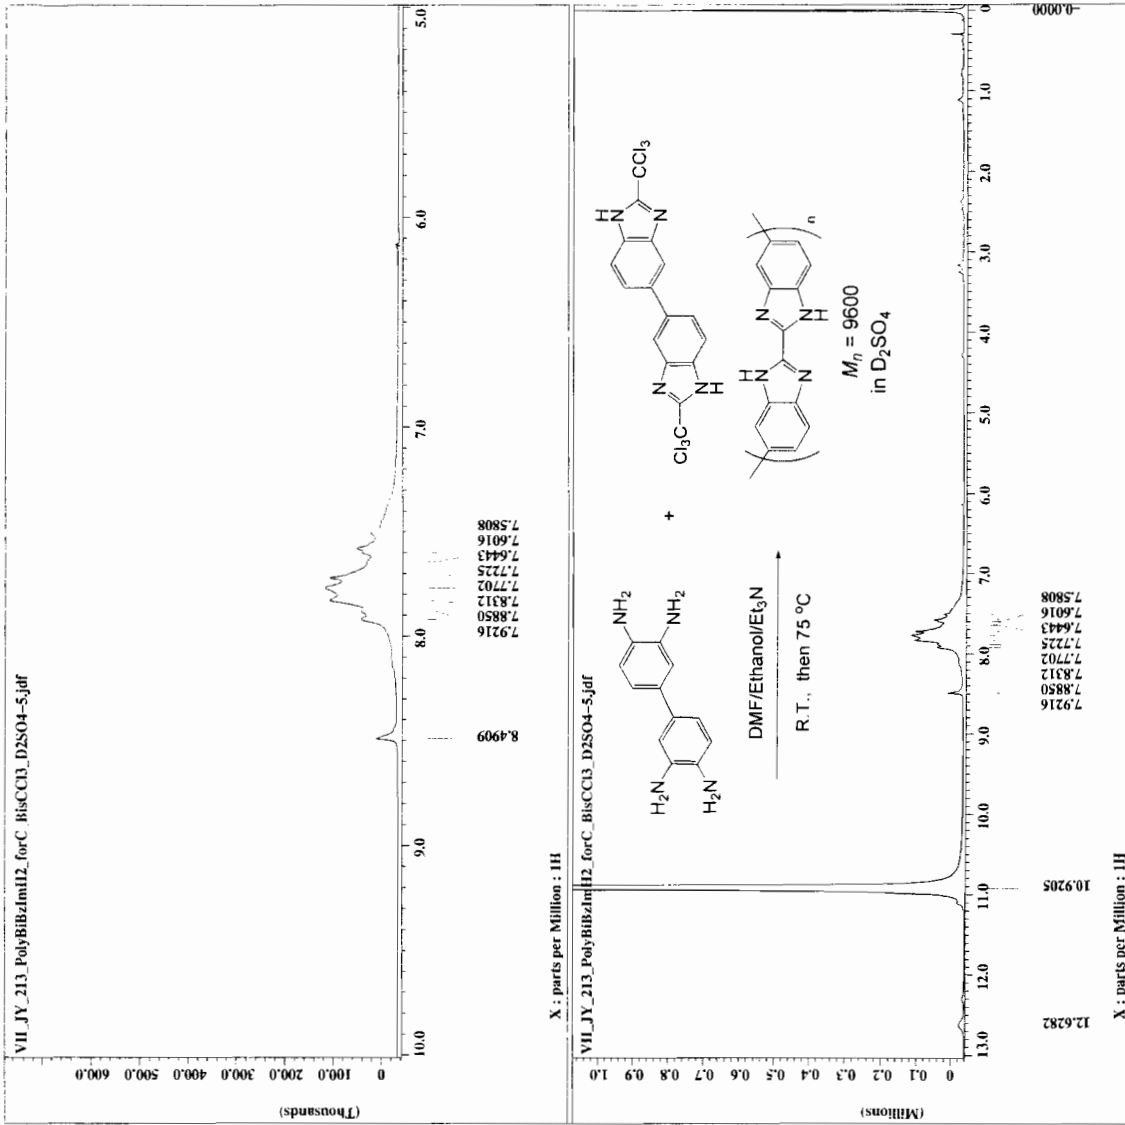 VII_JY_213_PolyBiBzImH2_forC_BisCCl3_D2SO4-5.jdf
(Thousands)
0 100.0 200.0 300.0 400.0 500.0 600.0
10.0 9.0 8.0 7.0 6.0 5.0
8.4909
7.9216
7.8850
7.8312
7.7702
7.7225
7.6443
7.6016
7.5808
X : parts per Million : 1H
VII_JY_213_PolyBiBzImH2_forC_BisCCl3_D2SO4-5.jdf
(Millions)
0 0.1 0.2 0.3 0.4 0.5 0.6 0.7 0.8 0.9 1.0
H2N
H2N
NH2
NH2
+
Cl3C
N
N
H
H
N
N
CCl3
DMF/Ethanol/Et3N
R.T., then 75 °C
H
N
N
N
N
H
n
Mn = 9600
in D2SO4
13.0 12.0 11.0 10.0 9.0 8.0 7.0 6.0 5.0 4.0 3.0 2.0 1.0 0
12.6282
10.9205
7.9216
7.8850
7.8312
7.7702
7.7225
7.6443
7.6016
7.5808
-0.0000
X : parts per Million : 1H